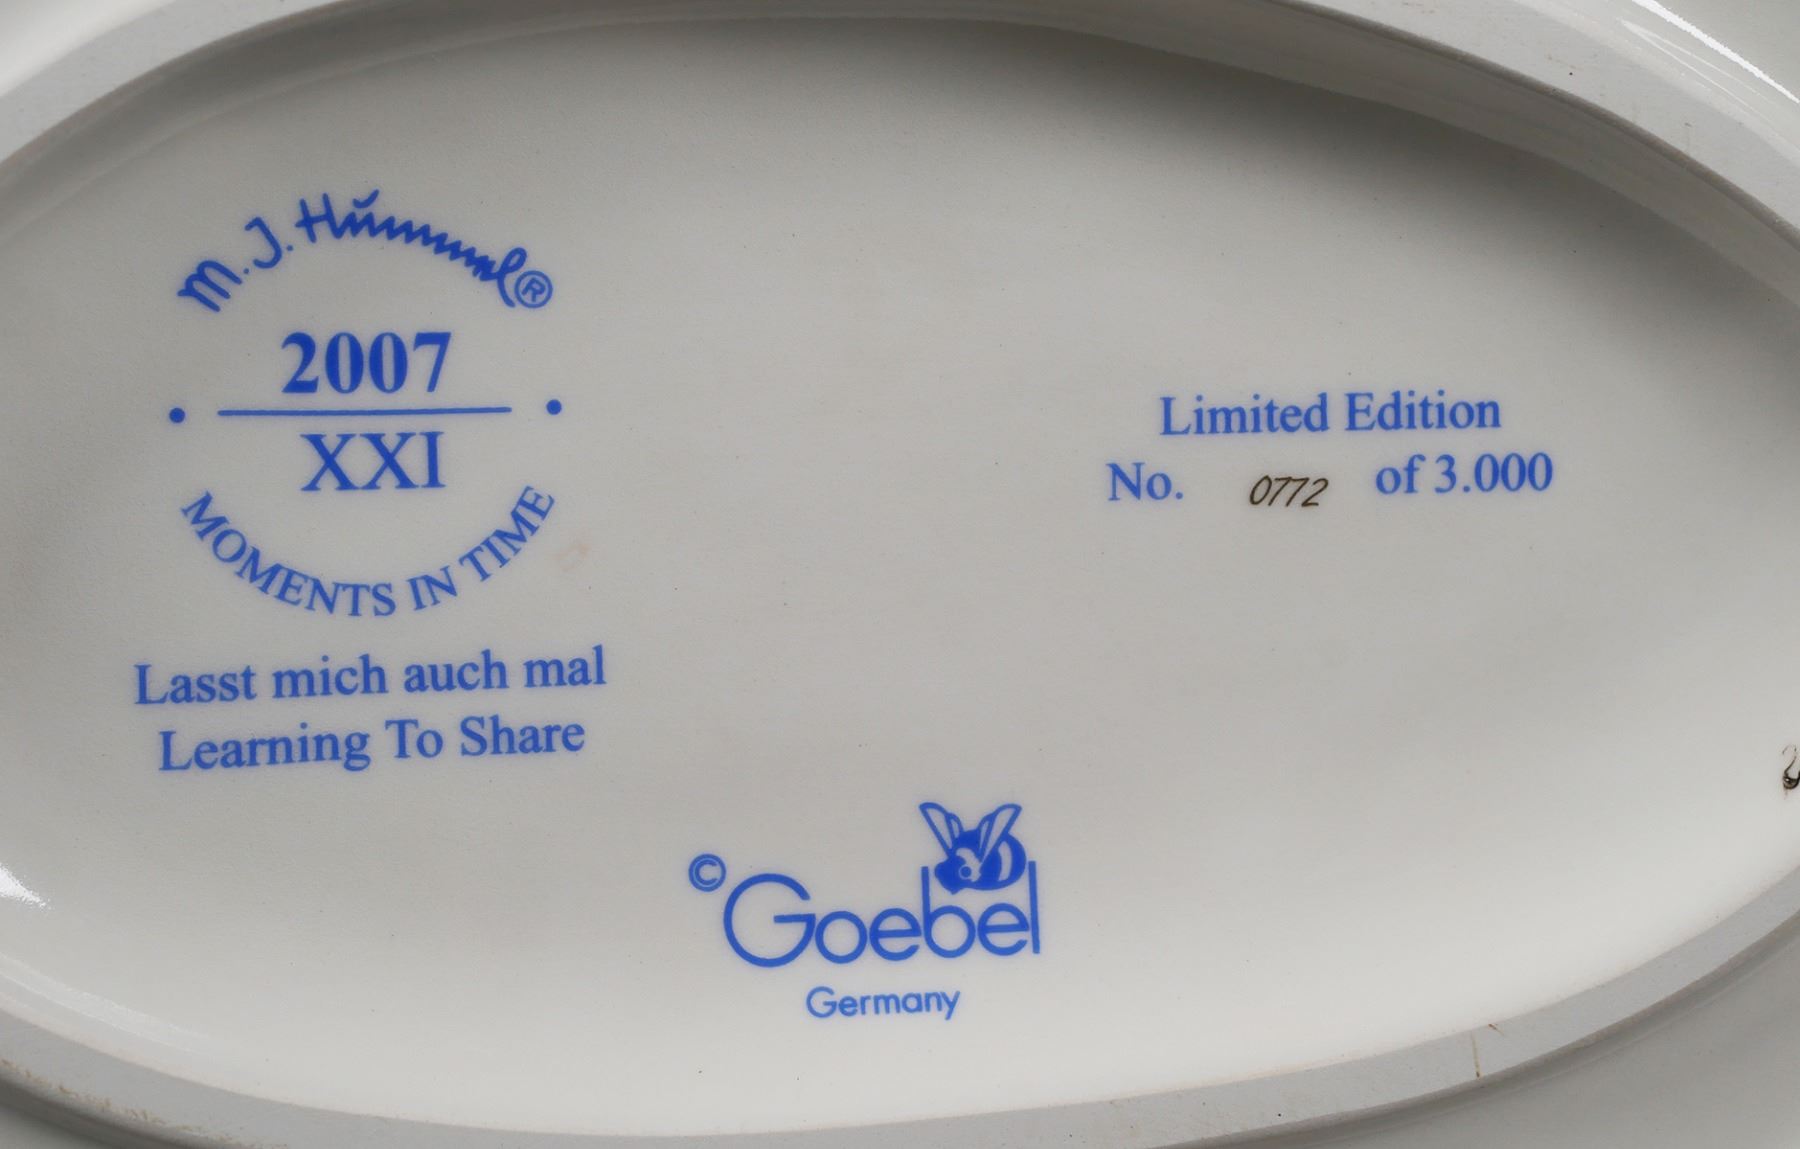 M. J. Hummel®
2007
XXI
MOMENTS IN TIME
Lasst mich auch mal
Learning To Share
Limited Edition
No. 0772 of 3.000
© Goebel
Germany